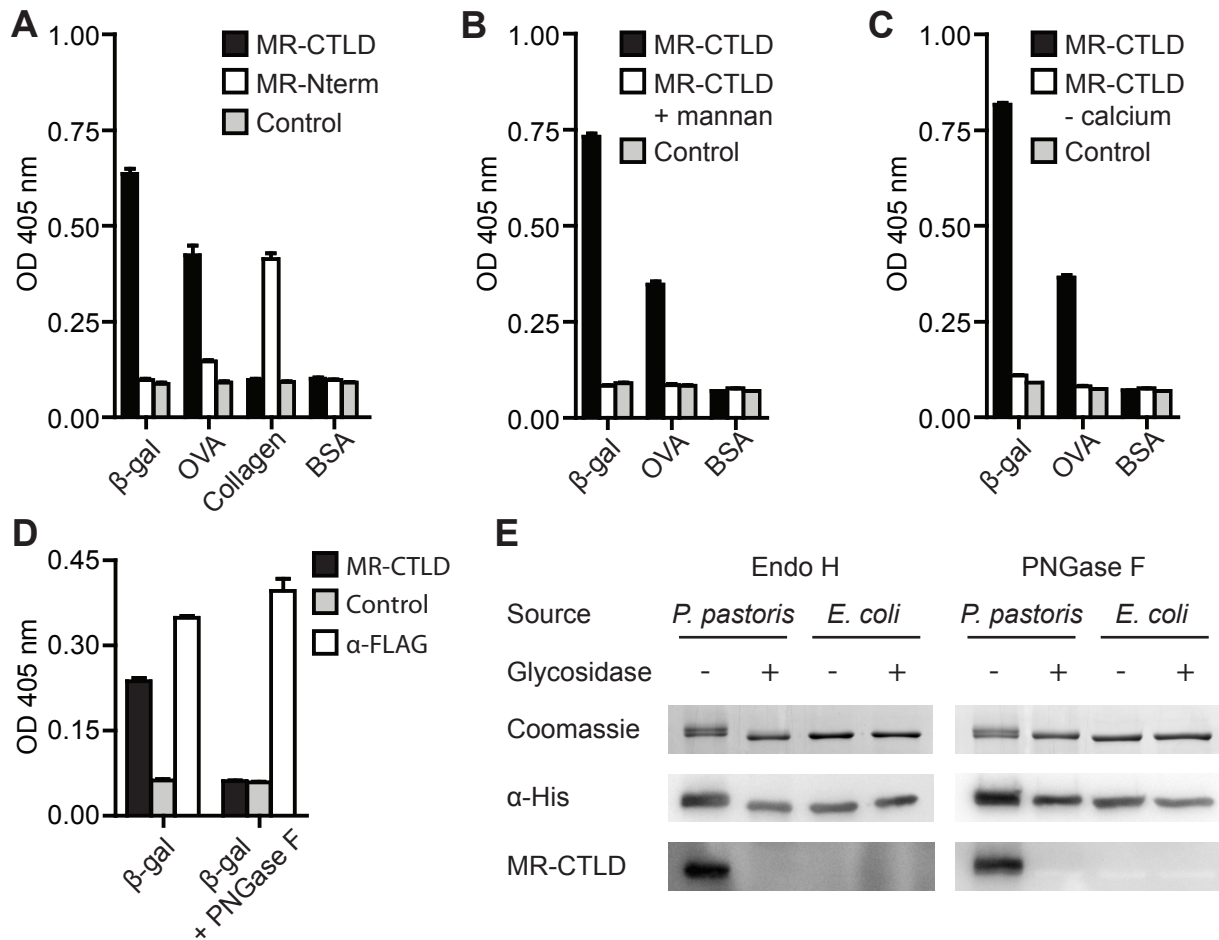 A
1.00
0.75
0.50
0.25
0.00
OD 405 nm
MR-CTLD
MR-Nterm
Control
β-gal
OVA
Collagen
BSA
B
1.00
0.75
0.50
0.25
0.00
OD 405 nm
MR-CTLD
MR-CTLD
+ mannan
Control
β-gal
OVA
BSA
C
1.00
0.75
0.50
0.25
0.00
OD 405 nm
MR-CTLD
MR-CTLD
- calcium
Control
β-gal
OVA
BSA
D
0.45
0.30
0.15
0.00
OD 405 nm
MR-CTLD
Control
α-FLAG
β-gal
β-gal
+ PNGase F
E
Endo H PNGase F
Source P. pastoris E. coli P. pastoris E. coli
Glycosidase - + - + - + - +
Coomassie
α-His
MR-CTLD